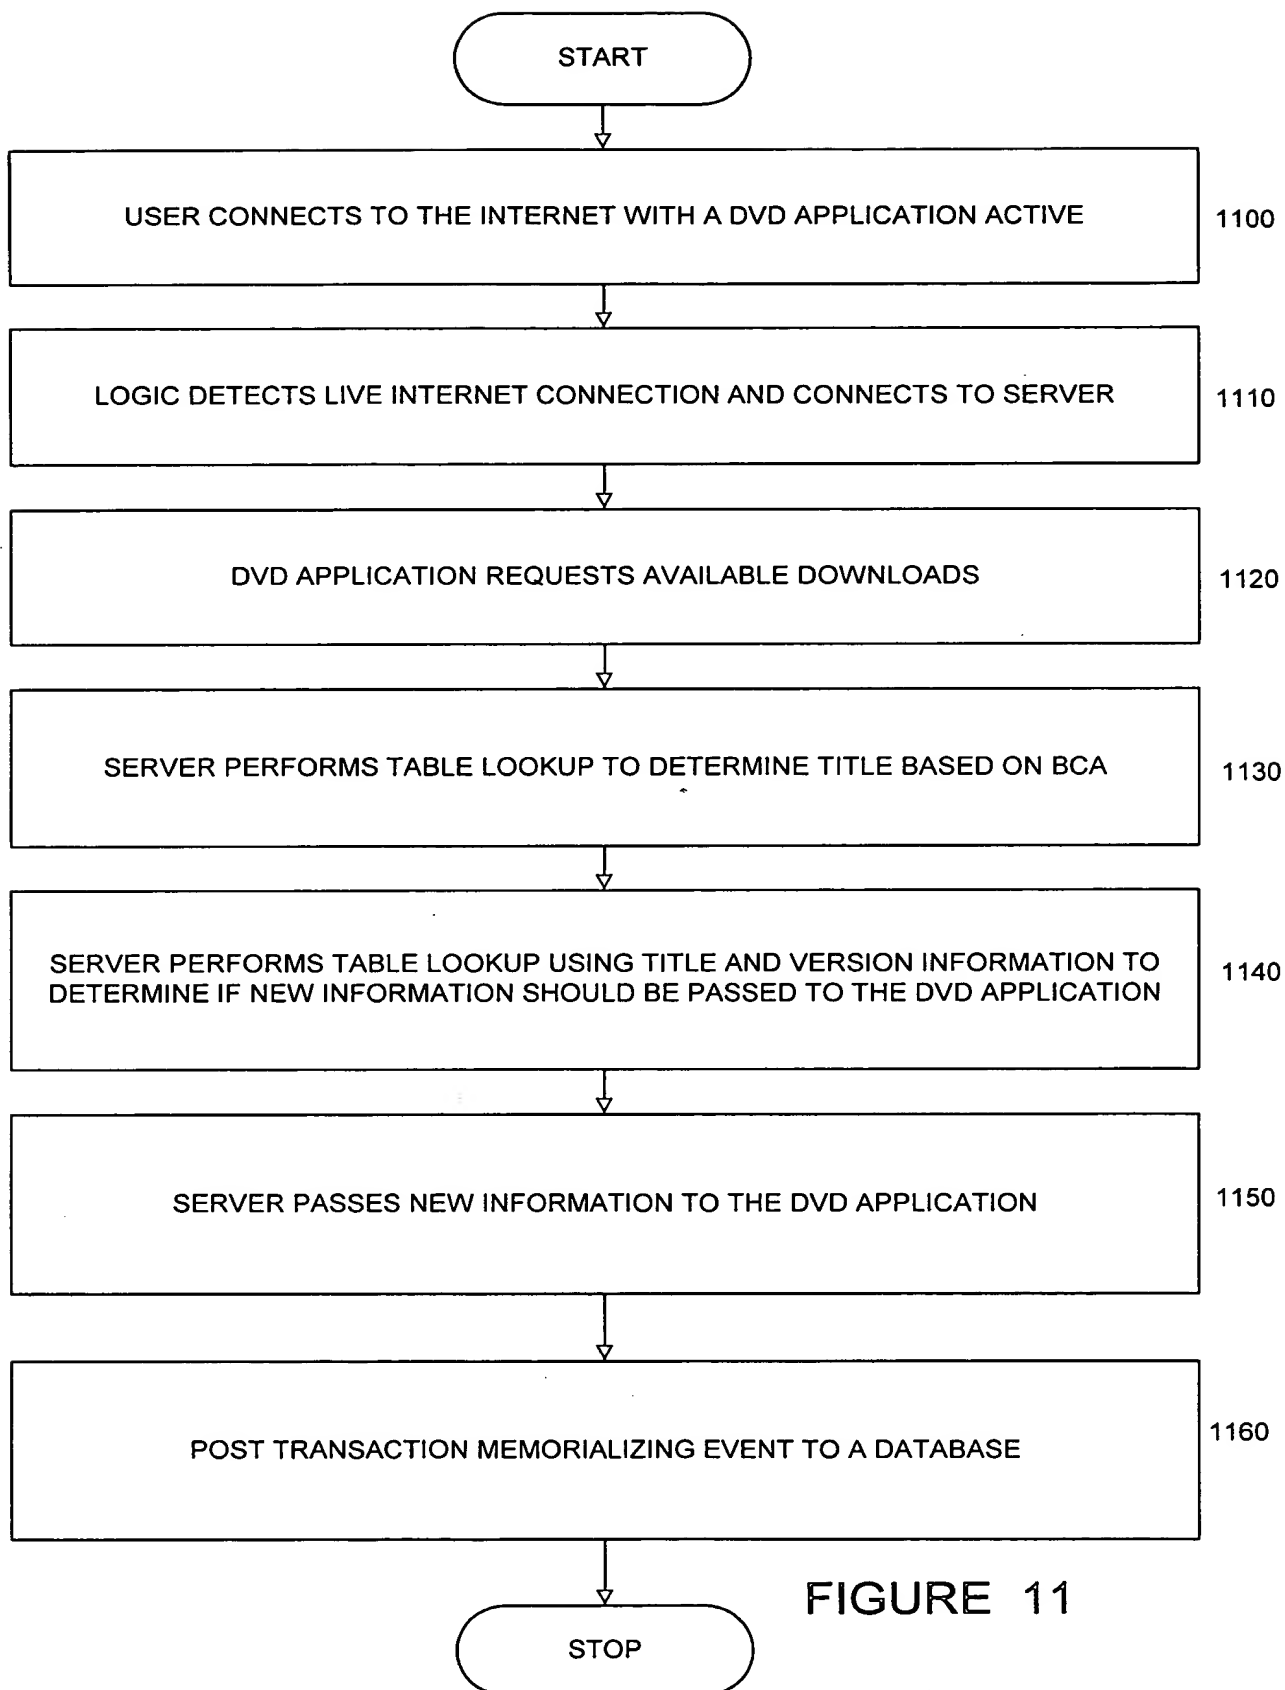 START
USER CONNECTS TO THE INTERNET WITH A DVD APPLICATION ACTIVE
1100
LOGIC DETECTS LIVE INTERNET CONNECTION AND CONNECTS TO SERVER
1110
DVD APPLICATION REQUESTS AVAILABLE DOWNLOADS
1120
SERVER PERFORMS TABLE LOOKUP TO DETERMINE TITLE BASED ON BCA
1130
SERVER PERFORMS TABLE LOOKUP USING TITLE AND VERSION INFORMATION TO
DETERMINE IF NEW INFORMATION SHOULD BE PASSED TO THE DVD APPLICATION
1140
SERVER PASSES NEW INFORMATION TO THE DVD APPLICATION
1150
POST TRANSACTION MEMORIALIZING EVENT TO A DATABASE
1160
FIGURE 11
STOP